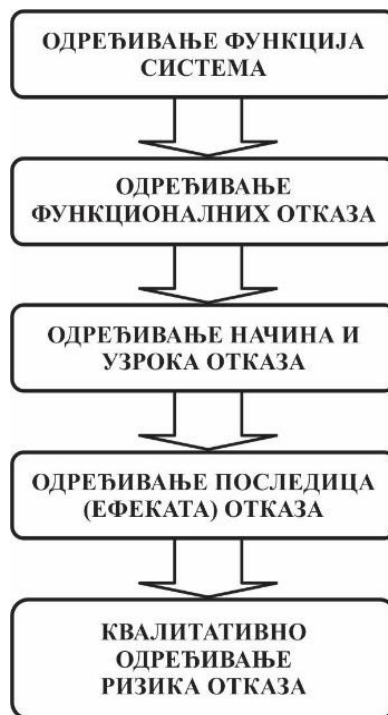 ОДРЕЂИВАЊЕ ФУНКЦИЈА
СИСТЕМА
ОДРЕЂИВАЊЕ
ФУНКЦИОНАЛНИХ ОТКАЗА
ОДРЕЂИВАЊЕ НАЧИНА И
УЗРОКА ОТКАЗА
ОДРЕЂИВАЊЕ ПОСЛЕДИЦА
(ЕФЕКАТА) ОТКАЗА
КВАЛИТАТИВНО
ОДРЕЂИВАЊЕ
РИЗИКА ОТКАЗА